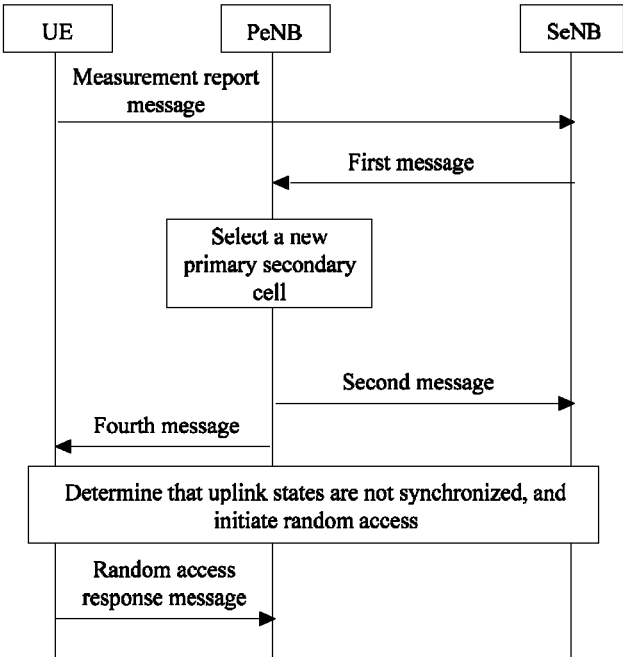 UE
PeNB
SeNB
Measurement report
message
First message
Select a new
primary secondary
cell
Second message
Fourth message
Determine that uplink states are not synchronized, and
initiate random access
Random access
response message